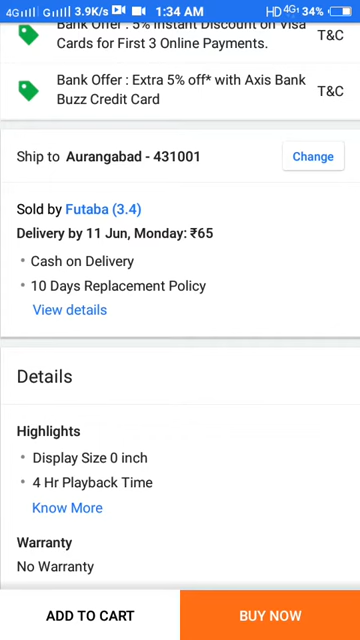 4G 3.9K/s 1:34 AM HD 4G 34%
Bank Offer : 5% Instant Discount on Visa
Cards for First 3 Online Payments.
T&C
Bank Offer : Extra 5% off* with Axis Bank
Buzz Credit Card
T&C
Ship to Aurangabad - 431001
Change
Sold by Futaba (3.4)
Delivery by 11 Jun, Monday: ₹65
• Cash on Delivery
• 10 Days Replacement Policy
View details
Details
Highlights
• Display Size 0 inch
• 4 Hr Playback Time
Know More
Warranty
No Warranty
ADD TO CART
BUY NOW